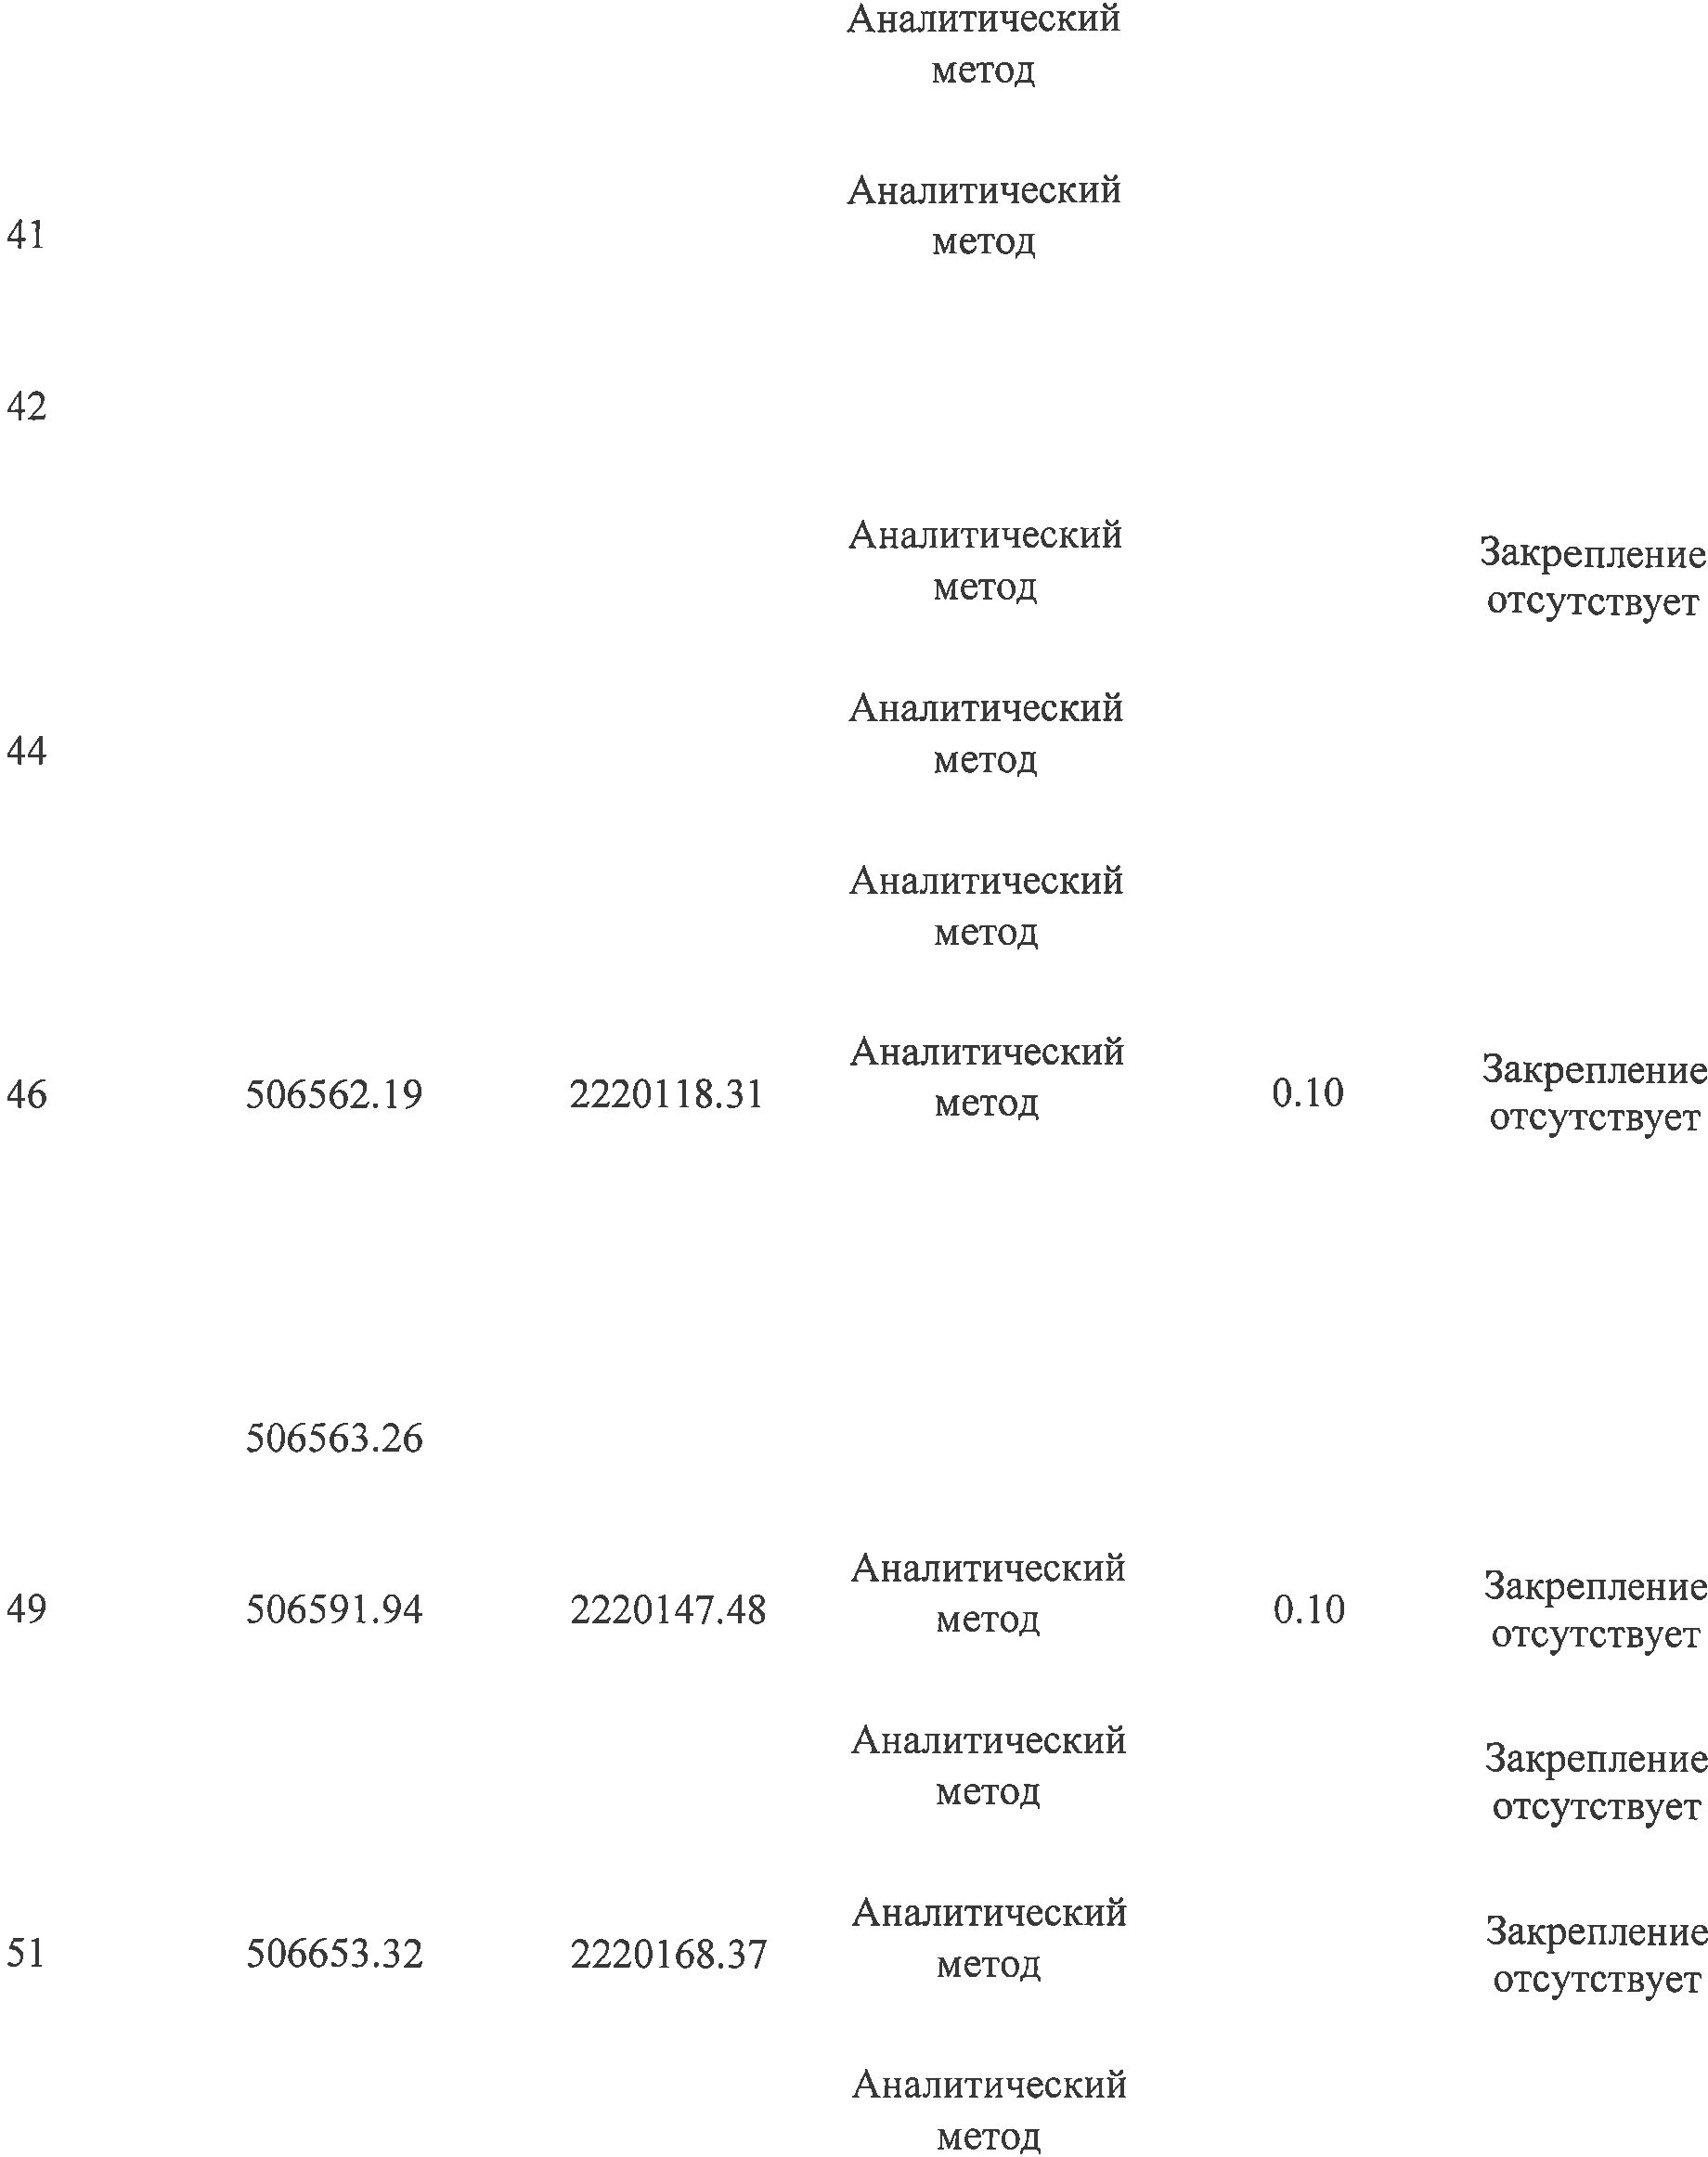 Аналитический
метод
Аналитический
41
метод
42
Аналитический
Закрепление
метод
отсутствует
Аналитический
44
метод
Аналитический
метод
Аналитический
Закрепление
46 506562.19 2220118.31 метод 0.10 отсутствует
506563.26
Аналитический
Закрепление
49 506591.94 2220147.48 метод 0.10 отсутствует
Аналитический
Закрепление
метод
отсутствует
Аналитический
Закрепление
51 506653.32 2220168.37 метод отсутствует
Аналитический
метод